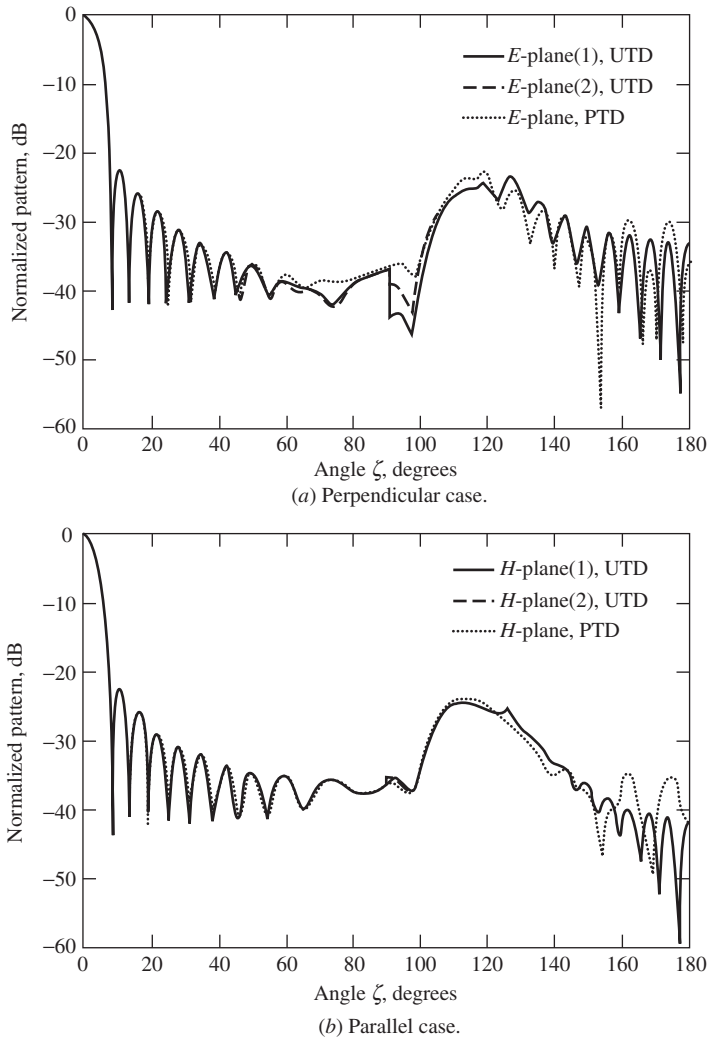 0
−10
−20
−30
−40
−50
−60
Normalized pattern, dB
E-plane(1), UTD
E-plane(2), UTD
E-plane, PTD
0 20 40 60 80 100 120 140 160 180
Angle ζ, degrees
(a) Perpendicular case.
0
−10
−20
−30
−40
−50
−60
Normalized pattern, dB
H-plane(1), UTD
H-plane(2), UTD
H-plane, PTD
0 20 40 60 80 100 120 140 160 180
Angle ζ, degrees
(b) Parallel case.